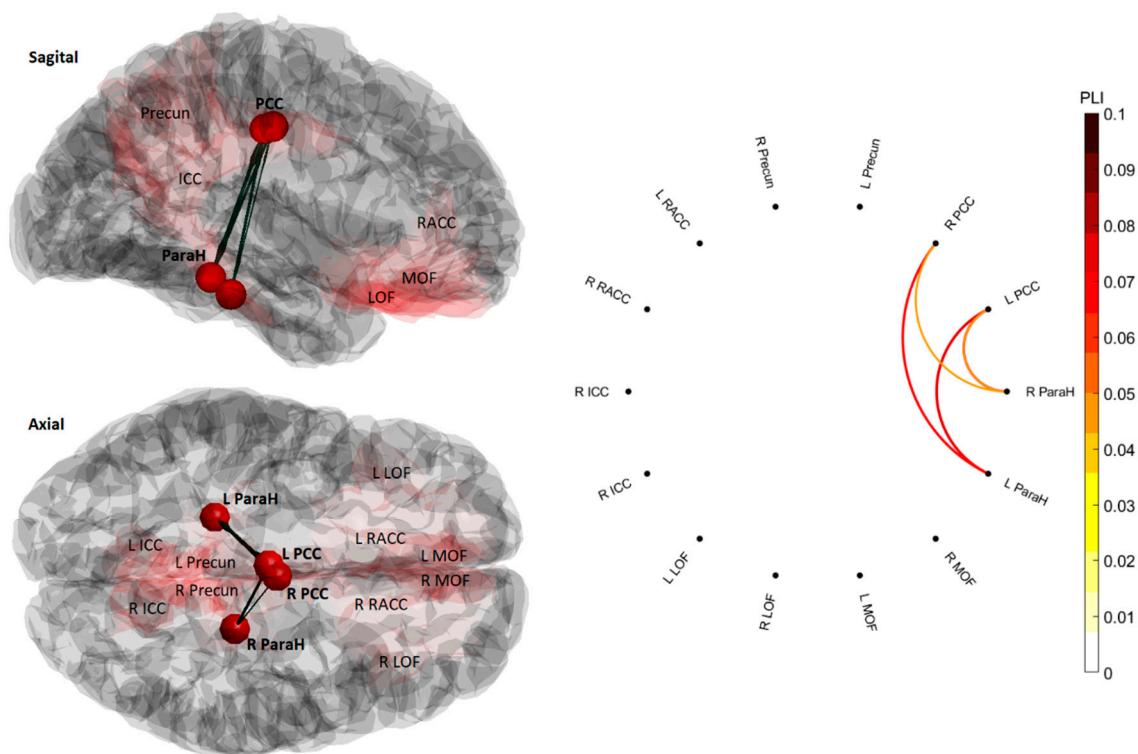 Sagital
Precun
PCC
ICC
RACC
ParaH
MOF
LOF
Axial
L LOF
L ParaH
L ICC
L RACC
L PCC
L MOF
L Precun
R Precun
R MOF
R PCC
R ICC
R RACC
R ParaH
R LOF
R Precun
L Precun
L RACC
R PCC
R RACC
L PCC
R ICC
R ParaH
R ICC
L ParaH
L LOF
R MOF
R LOF
L MOF
PLI
0.1
0.09
0.08
0.07
0.06
0.05
0.04
0.03
0.02
0.01
0